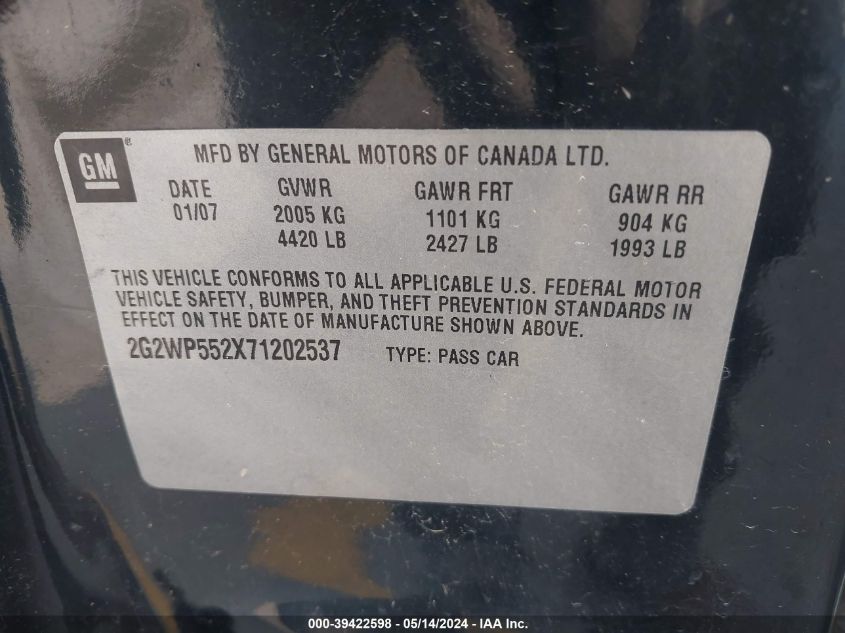 GM®
MFD BY GENERAL MOTORS OF CANADA LTD.
DATE GVWR GAWR FRT GAWR RR
01/07 2005 KG 1101 KG 904 KG
4420 LB 2427 LB 1993 LB
THIS VEHICLE CONFORMS TO ALL APPLICABLE U.S. FEDERAL MOTOR
VEHICLE SAFETY, BUMPER, AND THEFT PREVENTION STANDARDS IN
EFFECT ON THE DATE OF MANUFACTURE SHOWN ABOVE.
2G2WP552X71202537 TYPE: PASS CAR
000-39422598 - 05/14/2024 - IAA Inc.